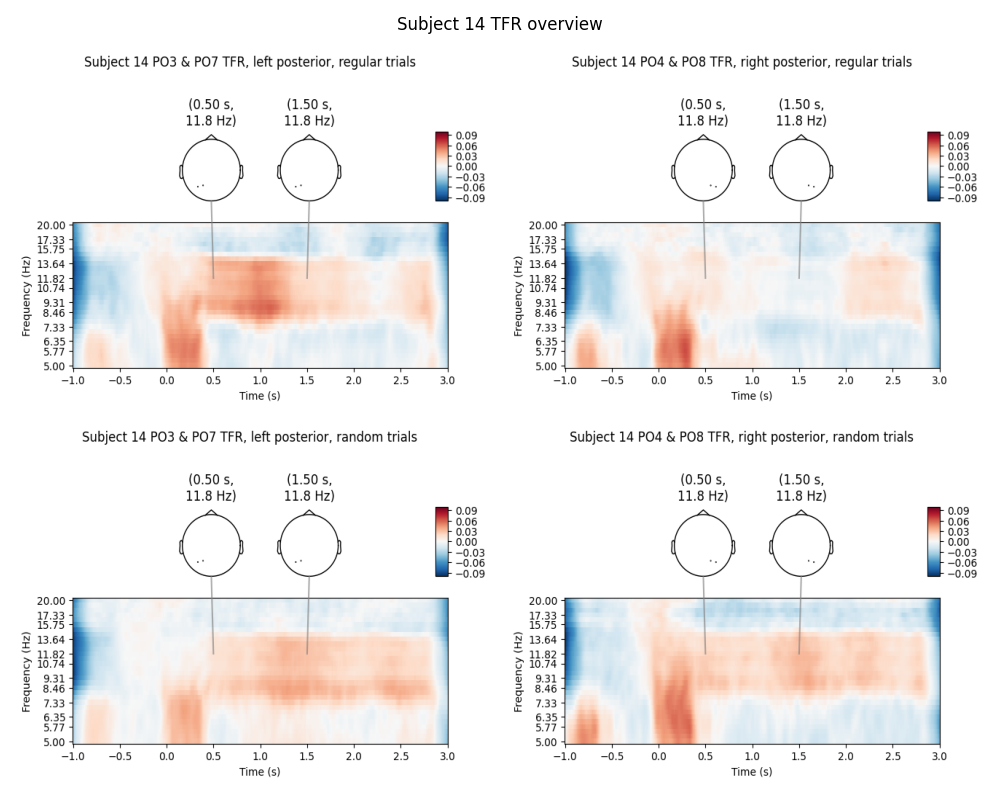 Subject 14 TFR overview
Subject 14 PO3 & PO7 TFR, left posterior, regular trials
(0.50 s,
11.8 Hz)
(1.50 s,
11.8 Hz)
0.09
0.06
0.03
0.00
−0.03
−0.06
−0.09
20.00
17.33
15.75
13.64
11.82
10.74
9.31
8.46
7.33
6.35
5.77
5.00
Frequency (Hz)
−1.0 −0.5 0.0 0.5 1.0 1.5 2.0 2.5 3.0
Time (s)
Subject 14 PO4 & PO8 TFR, right posterior, regular trials
(0.50 s,
11.8 Hz)
(1.50 s,
11.8 Hz)
0.09
0.06
0.03
0.00
−0.03
−0.06
−0.09
20.00
17.33
15.75
13.64
11.82
10.74
9.31
8.46
7.33
6.35
5.77
5.00
Frequency (Hz)
−1.0 −0.5 0.0 0.5 1.0 1.5 2.0 2.5 3.0
Time (s)
Subject 14 PO3 & PO7 TFR, left posterior, random trials
(0.50 s,
11.8 Hz)
(1.50 s,
11.8 Hz)
0.09
0.06
0.03
0.00
−0.03
−0.06
−0.09
20.00
17.33
15.75
13.64
11.82
10.74
9.31
8.46
7.33
6.35
5.77
5.00
Frequency (Hz)
−1.0 −0.5 0.0 0.5 1.0 1.5 2.0 2.5 3.0
Time (s)
Subject 14 PO4 & PO8 TFR, right posterior, random trials
(0.50 s,
11.8 Hz)
(1.50 s,
11.8 Hz)
0.09
0.06
0.03
0.00
−0.03
−0.06
−0.09
20.00
17.33
15.75
13.64
11.82
10.74
9.31
8.46
7.33
6.35
5.77
5.00
Frequency (Hz)
−1.0 −0.5 0.0 0.5 1.0 1.5 2.0 2.5 3.0
Time (s)